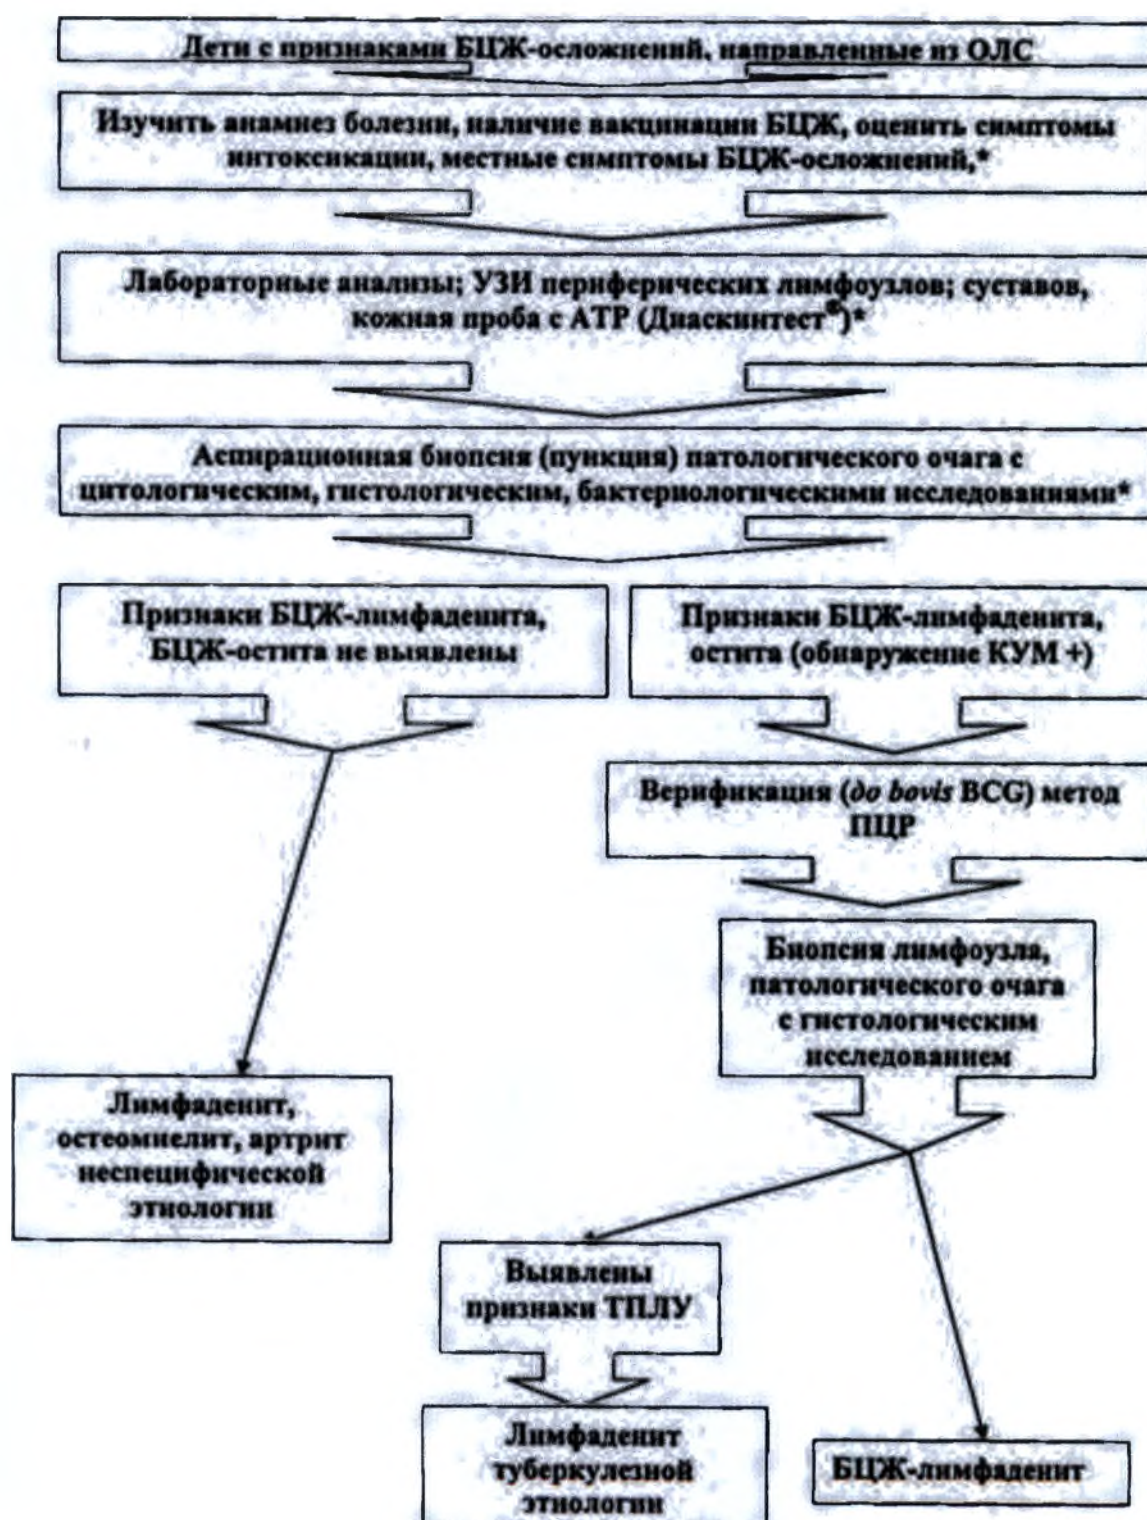 Дети с признаками БЦЖ-осложнений, направленные из ОЛС
Изучить анамнез болезни, наличие вакцинации БЦЖ, оценить симптомы
интоксикации, местные симптомы БЦЖ-осложнений,*
Лабораторные анализы; УЗИ периферических лимфоузлов; суставов,
кожная проба с АТР (Диаскинтест®)*
Аспирационная биопсия (пункция) патологического очага с
цитологическим, гистологическим, бактериологическими исследованиями*
Признаки БЦЖ-лимфаденита,
БЦЖ-остита не выявлены
Признаки БЦЖ-лимфаденита,
остита (обнаружение КУМ +)
Верификация (до bovis BCG) метод
ПЦР
Биопсия лимфоузла,
патологического очага
с гистологическим
исследованием
Лимфаденит,
остеомиелит, артрит
неспецифической
этиологии
Выявлены
признаки ТПЛУ
Лимфаденит
туберкулезной
этиологии
БЦЖ-лимфаденит